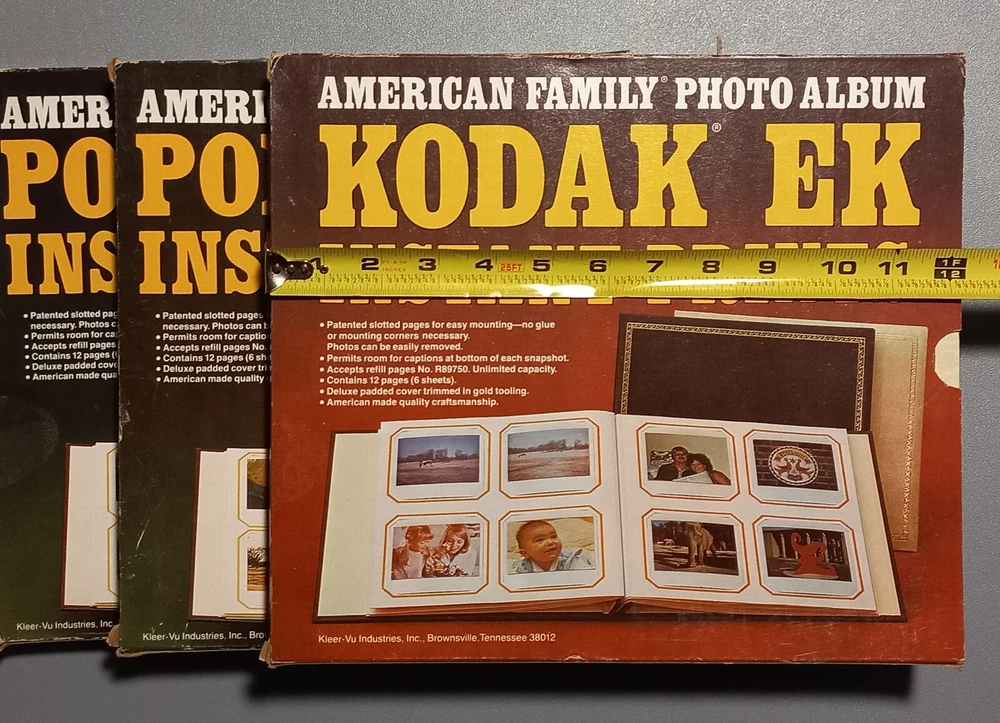 AMERICAN FAMILY® PHOTO ALBUM
KODAK® EK
INSTANT PRINTS
• Patented slotted pages for easy mounting—no glue
or mounting corners necessary.
Photos can be easily removed.
• Permits room for captions at bottom of each snapshot.
• Accepts refill pages No. R89750. Unlimited capacity.
• Contains 12 pages (6 sheets).
• Deluxe padded cover trimmed in gold tooling.
• American made quality craftsmanship.
Kleer-Vu Industries, Inc., Brownsville, Tennessee 38012
1 2 3 4 25FT 5 6 7 8 9 10 11 1F 12
INCHES
AMERI
PO
INS
• Patented slotted pag
necessary. Photos can b
• Permits room for captio
• Accepts refill pages No.
• Contains 12 pages (6 sh
• Deluxe padded cover tri
• American made quality
Kleer-Vu Industries, Inc., Bro
AMER
PO
INS
• Patented slotted pag
necessary. Photos c
• Permits room for ca
• Accepts refill pages
• Contains 12 pages (
• Deluxe padded cove
• American made qua
Kleer-Vu Industries, Inc